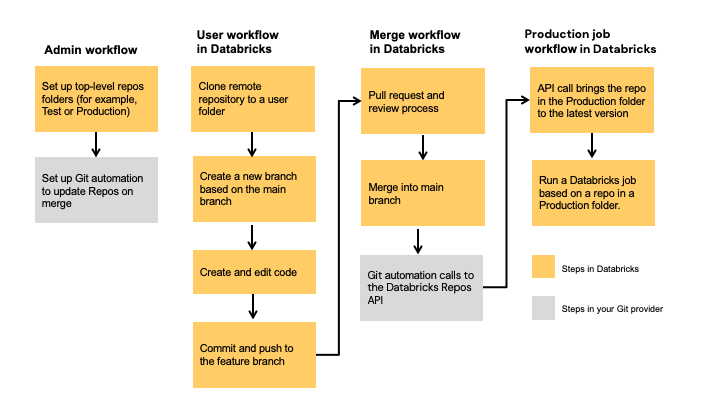 Admin workflow
Set up top-level repos
folders (for example,
Test or Production)
Set up Git automation
to update Repos on
merge
User workflow
in Databricks
Clone remote
repository to a user
folder
Create a new branch
based on the main
branch
Create and edit code
Commit and push to
the feature branch
Merge workflow
in Databricks
Pull request and
review process
Merge into main
branch
Git automation calls to
the Databricks Repos
API
Production job
workflow in Databricks
API call brings the repo
in the Production folder
to the latest version
Run a Databricks job
based on a repo in a
Production folder.
Steps in Databricks
Steps in your Git provider